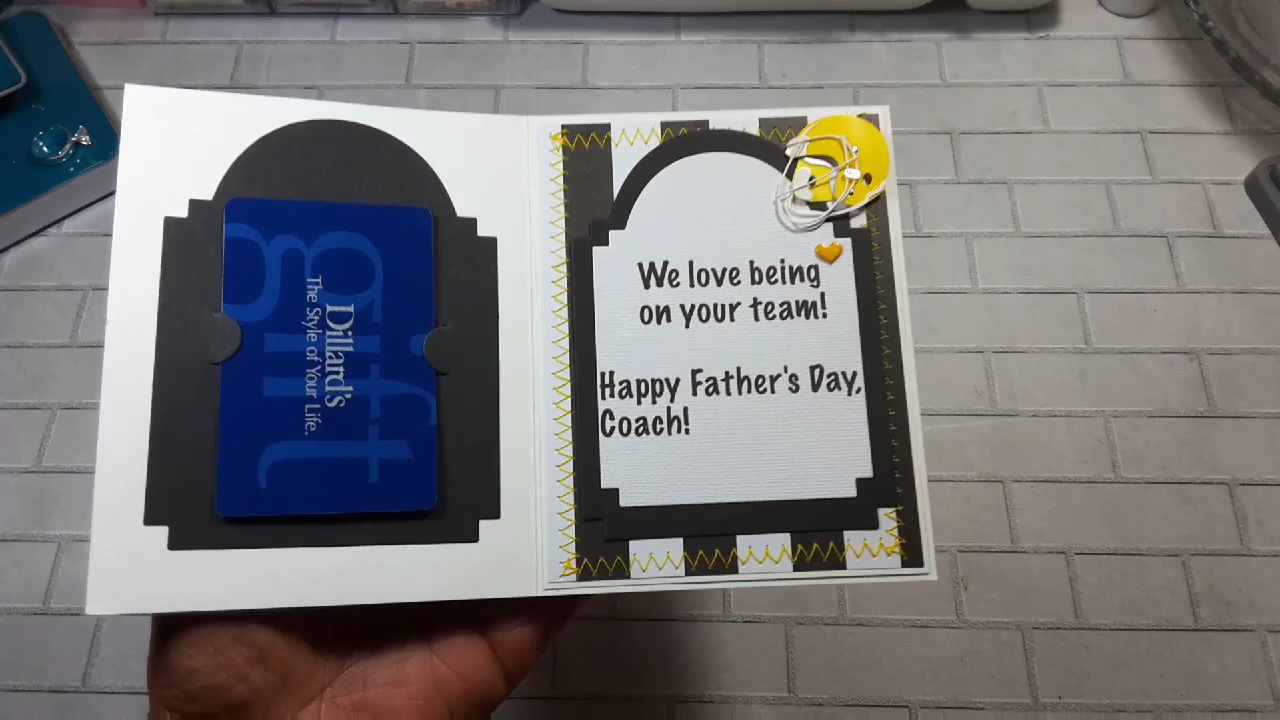 gift
Dillard's
The Style of Your Life.
We love being
on your team!
Happy Father's Day,
Coach!